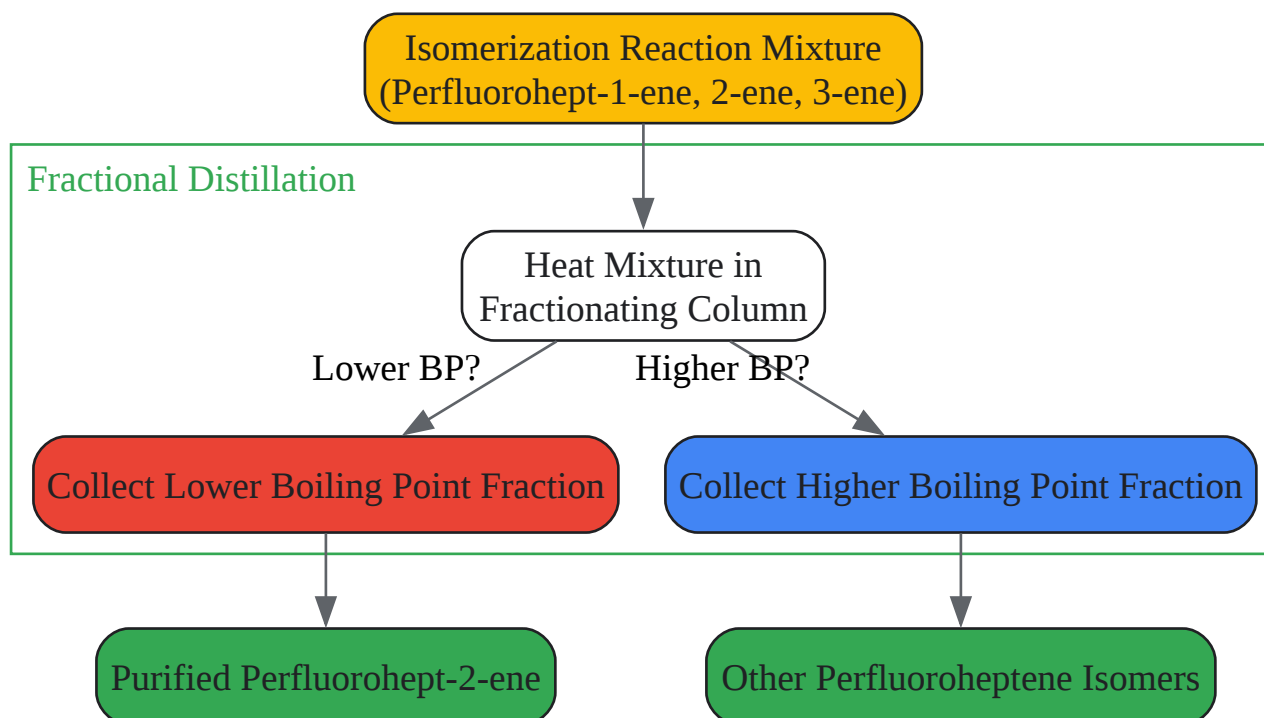 Isomerization Reaction Mixture
(Perfluorohept-1-ene, 2-ene, 3-ene)
Fractional Distillation
Heat Mixture in
Fractionating Column
Lower BP?
Higher BP?
Collect Lower Boiling Point Fraction
Collect Higher Boiling Point Fraction
Purified Perfluorohept-2-ene
Other Perfluoroheptene Isomers